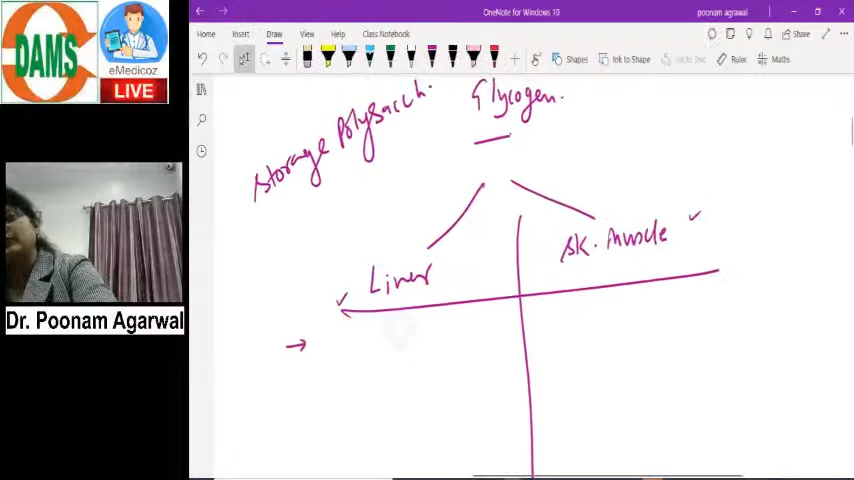 OneNote for Windows 10
poonam agrawal
Home Insert Draw View Help Class Notebook
Share
Shapes Ink to Shape Ruler Maths
DAMS
eMedicoz
LIVE
Storage Polysacch.
Glycogen.
Liver
SK. Muscle
Dr. Poonam Agarwal